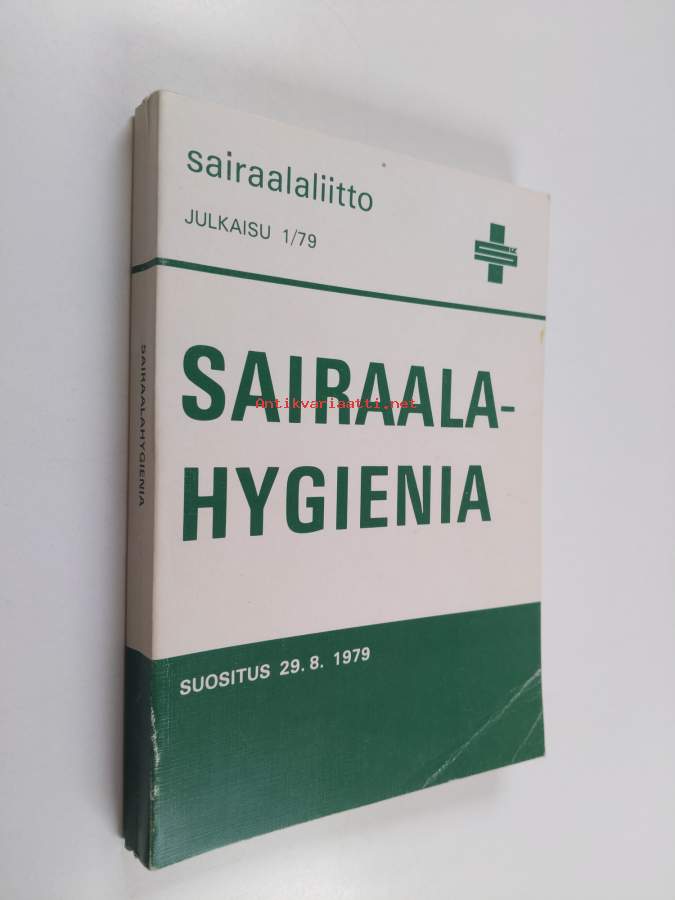 sairaalaliitto
JULKAISU 1/79
SAIRAALA-
Antikvariaatti.net
HYGIENIA
SUOSITUS 29.8. 1979
SAIRAALAHYGIENIA